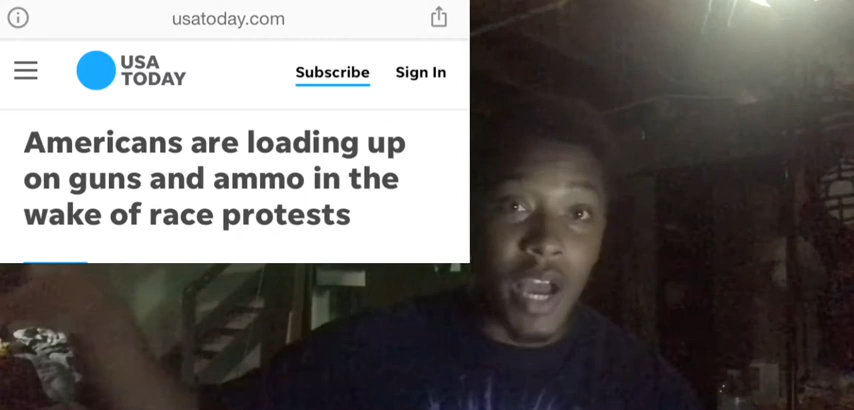 usatoday.com
USA
TODAY
Subscribe Sign In
Americans are loading up
on guns and ammo in the
wake of race protests